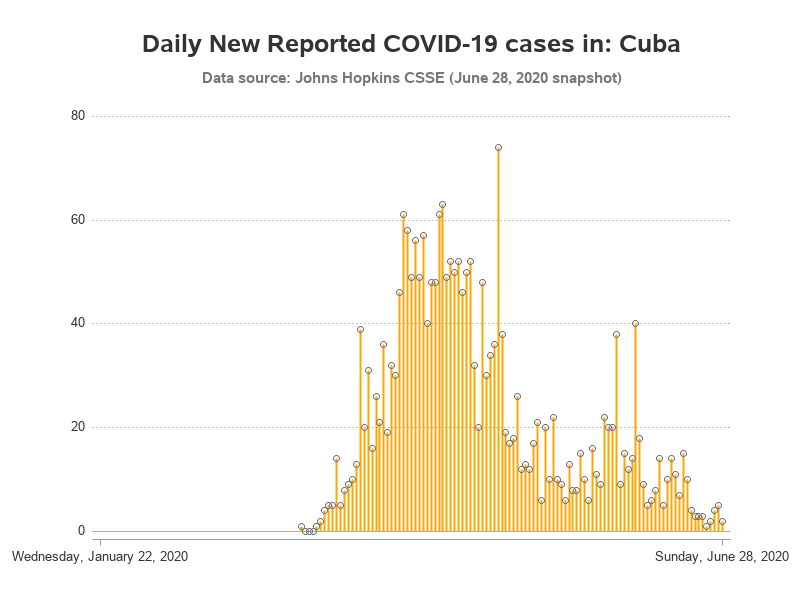 Daily New Reported COVID-19 cases in: Cuba
Data source: Johns Hopkins CSSE (June 28, 2020 snapshot)
80
60
40
20
0
Wednesday, January 22, 2020
Sunday, June 28, 2020